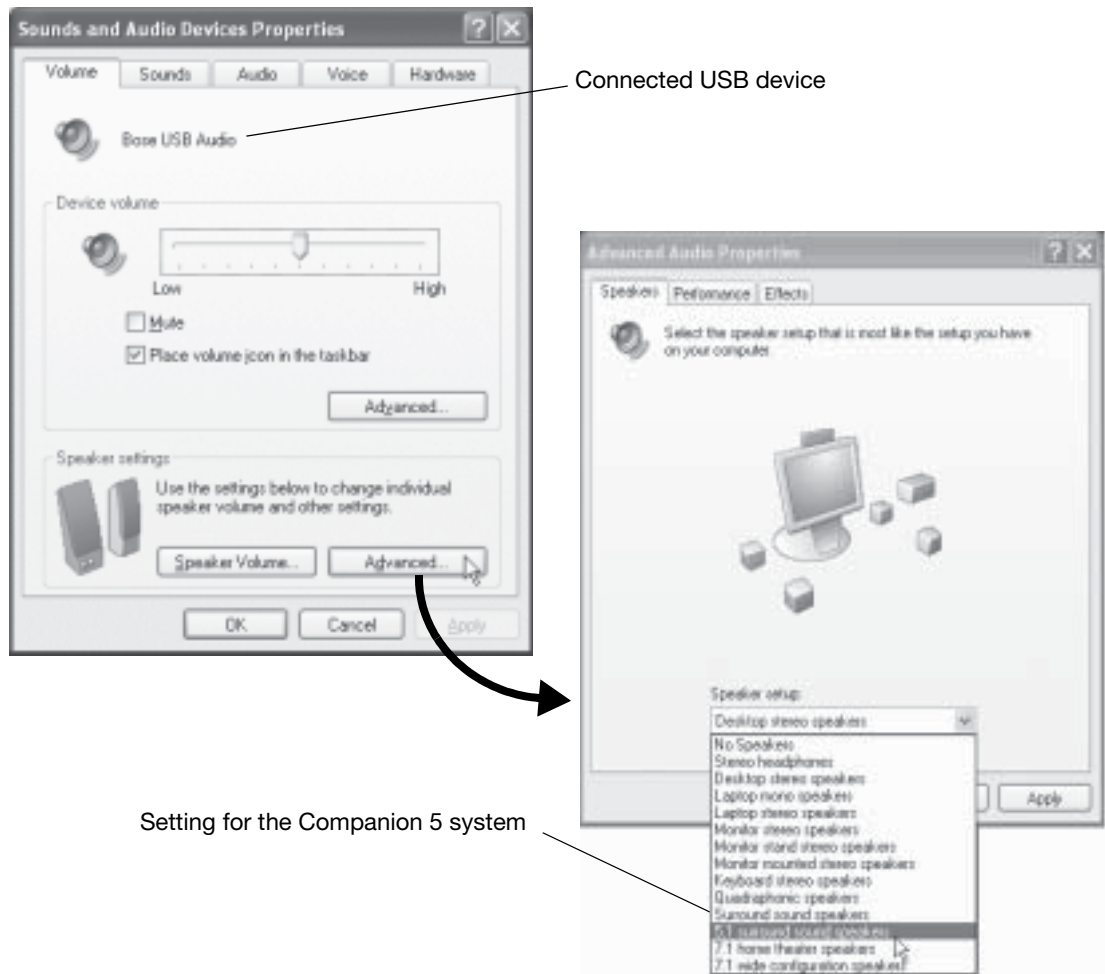 Sounds and Audio Devices Properties
Volume Sounds Audio Voice Hardware
Connected USB device
Bose USB Audio
Device volume
Low High
Mute
Place volume icon in the taskbar
Advanced...
Speaker settings
Use the settings below to change individual
speaker volume and other settings.
Speaker Volume... Advanced...
OK Cancel Apply
Advanced Audio Properties
Speakers Performance Effects
Select the speaker setup that is most like the setup you have
on your computer.
Speaker setup:
Desktop stereo speakers
No Speakers
Stereo headphones
Desktop stereo speakers
Laptop mono speakers
Laptop stereo speakers
Monitor stereo speakers
Monitor stand stereo speakers
Monitor mounted stereo speakers
Keyboard stereo speakers
Quadraphonic speakers
Surround sound speakers
5.1 surround sound speakers
7.1 home theater speakers
7.1 wide configuration speakers
Apply
Setting for the Companion 5 system